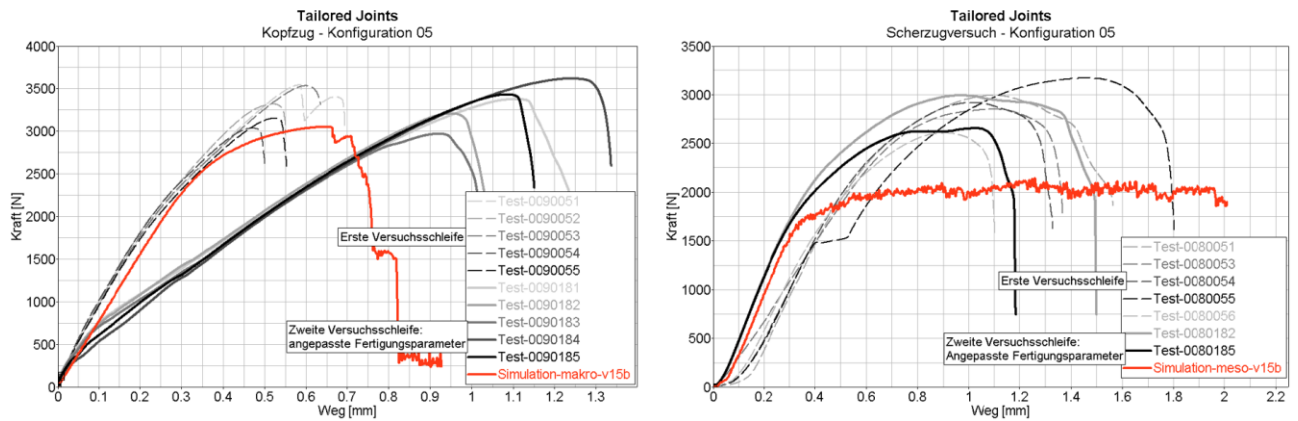 Tailored Joints
Kopfzug - Konfiguration 05
4000
3500
3000
2500
2000
1500
1000
500
0
Kraft [N]
0 0.1 0.2 0.3 0.4 0.5 0.6 0.7 0.8 0.9 1 1.1 1.2 1.3
Weg [mm]
Erste Versuchsschleife
Zweite Versuchsschleife:
angepasste Fertigungsparameter
Test-0090051
Test-0090052
Test-0090053
Test-0090054
Test-0090055
Test-0090181
Test-0090182
Test-0090183
Test-0090184
Test-0090185
Simulation-makro-v15b
Tailored Joints
Scherzugversuch - Konfiguration 05
3500
3000
2500
2000
1500
1000
500
0
Kraft [N]
0 0.2 0.4 0.6 0.8 1 1.2 1.4 1.6 1.8 2 2.2
Weg [mm]
Erste Versuchsschleife
Zweite Versuchsschleife:
Angepasste Fertigungsparameter
Test-0080051
Test-0080053
Test-0080054
Test-0080055
Test-0080056
Test-0080182
Test-0080185
Simulation-meso-v15b